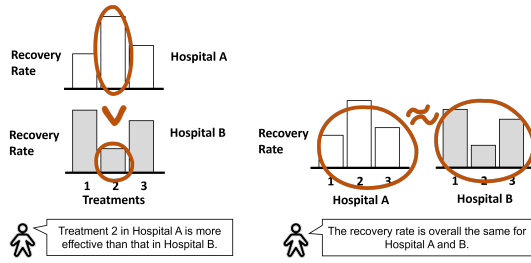 Recovery
Rate
Hospital A
Recovery
Rate
Hospital B
1 2 3
Treatments
Treatment 2 in Hospital A is more
effective than that in Hospital B.
Recovery
Rate
1 2 3
Hospital A
1 2 3
Hospital B
The recovery rate is overall the same for
Hospital A and B.